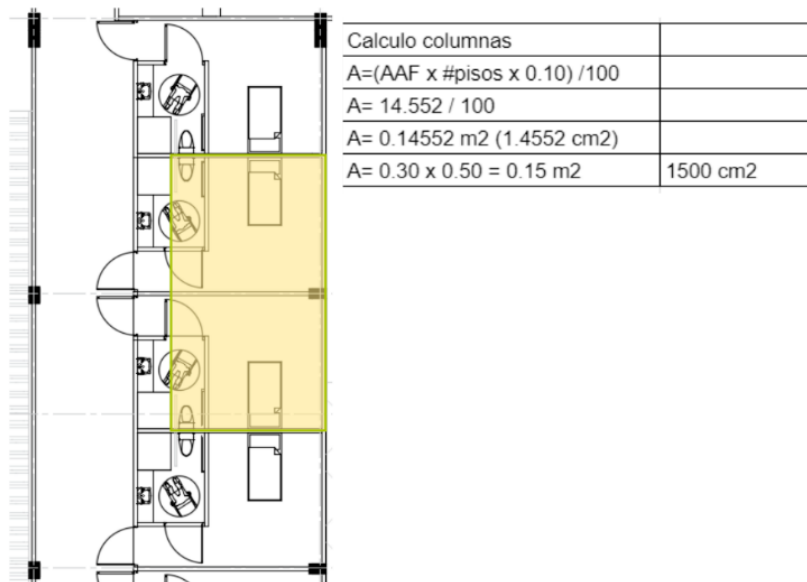 Calculo columnas
A=(AAF x #pisos x 0.10) /100
A= 14.552 / 100
A= 0.14552 m2 (1.4552 cm2)
A= 0.30 x 0.50 = 0.15 m2 1500 cm2